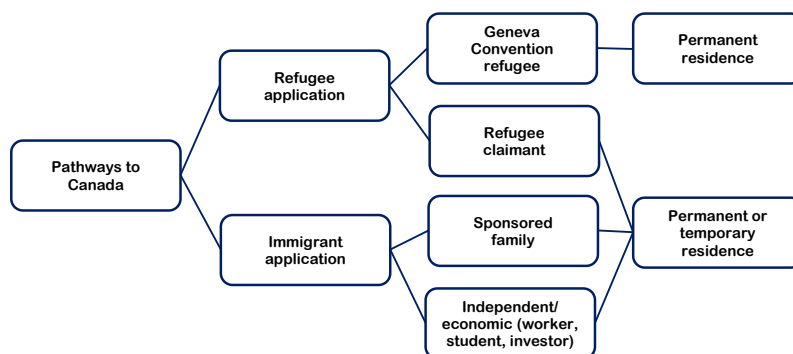 Pathways to
Canada
Refugee
application
Immigrant
application
Geneva
Convention
refugee
Refugee
claimant
Sponsored
family
Independent/
economic (worker,
student, investor)
Permanent
residence
Permanent or
temporary
residence